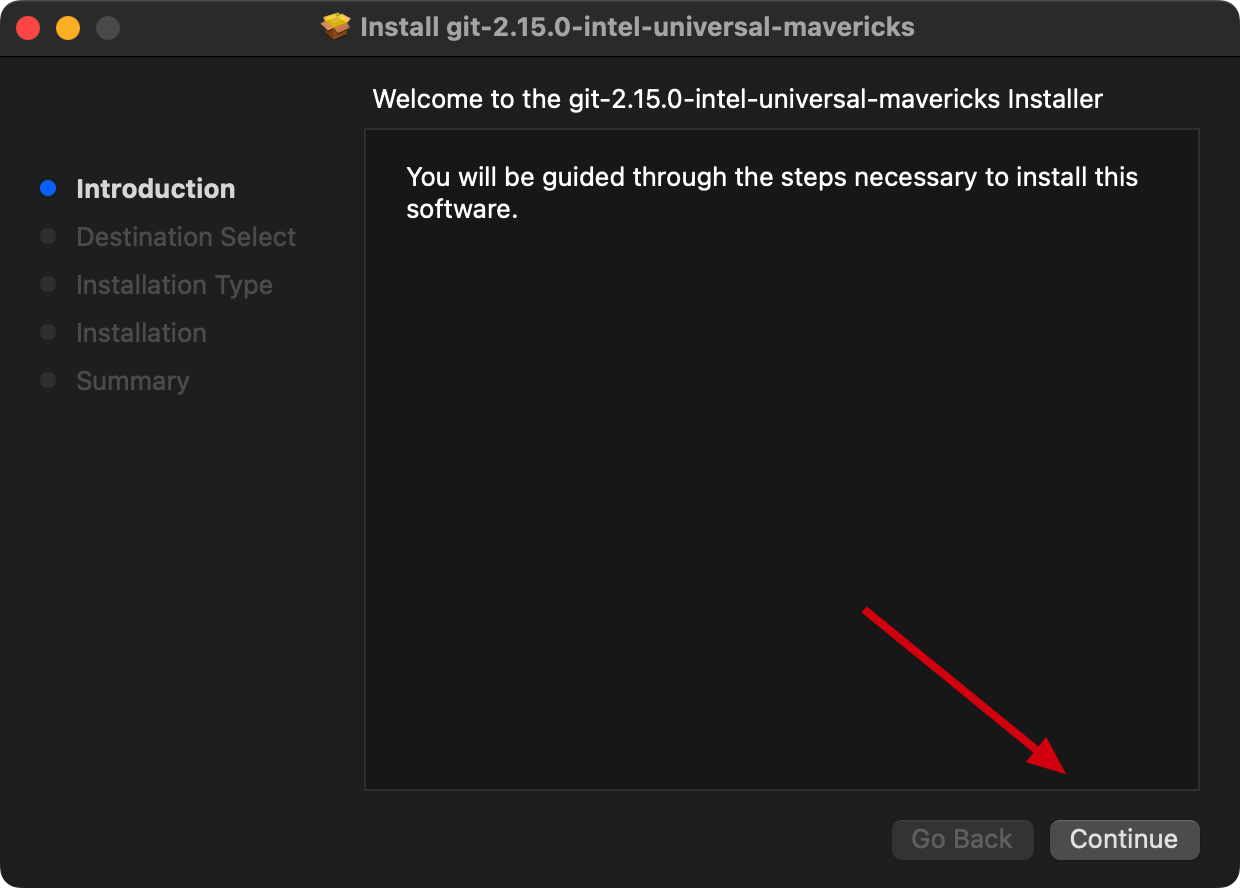 Install git-2.15.0-intel-universal-mavericks
Welcome to the git-2.15.0-intel-universal-mavericks Installer
Introduction
Destination Select
Installation Type
Installation
Summary
You will be guided through the steps necessary to install this
software.
Go Back
Continue